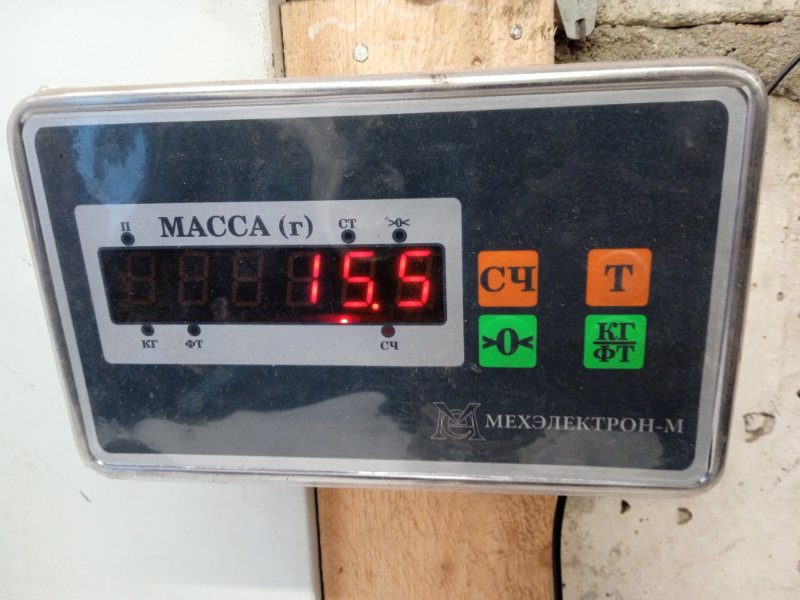 П МАССА (г) СТ >0<
15.5
КГ ФТ СЧ
СЧ Т
>0< КГ/ФТ
МЕХЭЛЕКТРОН-М